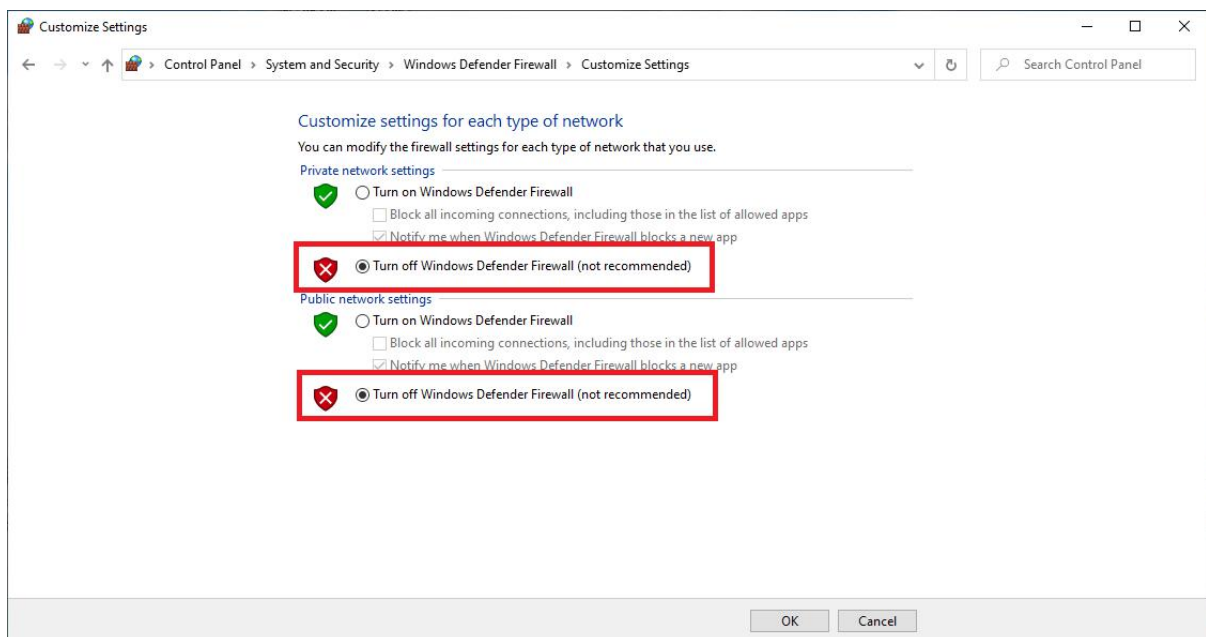 Customize Settings
Control Panel > System and Security > Windows Defender Firewall > Customize Settings
Search Control Panel
Customize settings for each type of network
You can modify the firewall settings for each type of network that you use.
Private network settings
Turn on Windows Defender Firewall
Block all incoming connections, including those in the list of allowed apps
Notify me when Windows Defender Firewall blocks a new app
Turn off Windows Defender Firewall (not recommended)
Public network settings
Turn on Windows Defender Firewall
Block all incoming connections, including those in the list of allowed apps
Notify me when Windows Defender Firewall blocks a new app
Turn off Windows Defender Firewall (not recommended)
OK
Cancel